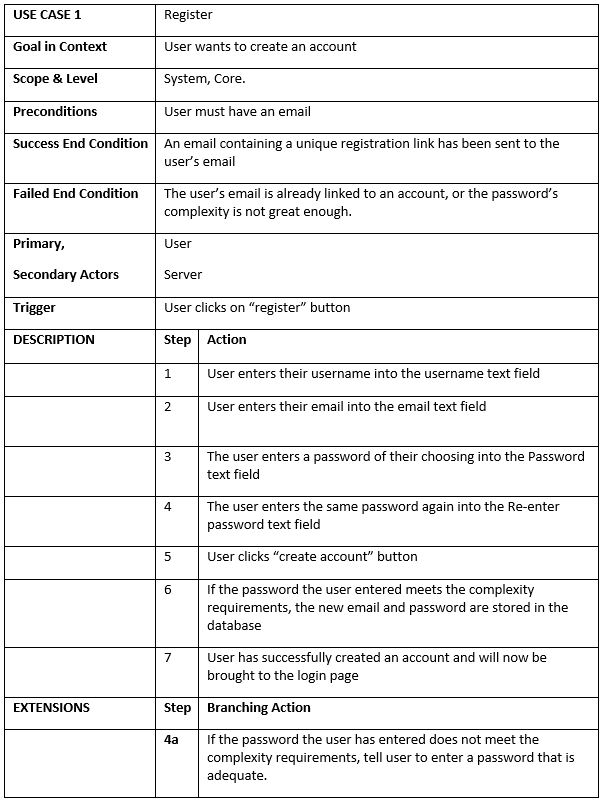 USE CASE 1 Register
Goal in Context User wants to create an account
Scope & Level System, Core.
Preconditions User must have an email
Success End Condition An email containing a unique registration link has been sent to the
user’s email
Failed End Condition The user’s email is already linked to an account, or the password’s
complexity is not great enough.
Primary, User
Secondary Actors Server
Trigger User clicks on “register” button
DESCRIPTION Step Action
1 User enters their username into the username text field
2 User enters their email into the email text field
3 The user enters a password of their choosing into the Password
text field
4 The user enters the same password again into the Re-enter
password text field
5 User clicks “create account” button
6 If the password the user entered meets the complexity
requirements, the new email and password are stored in the
database
7 User has successfully created an account and will now be
brought to the login page
EXTENSIONS Step Branching Action
4a If the password the user has entered does not meet the
complexity requirements, tell user to enter a password that is
adequate.